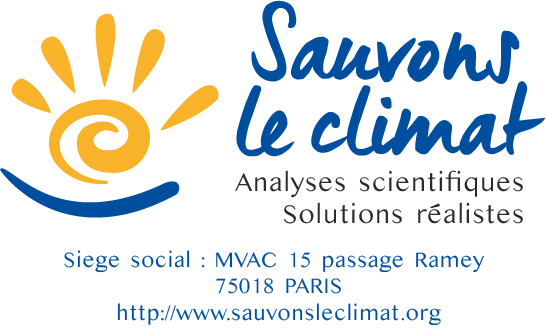 Sauvons
le climat
Analyses scientifiques
Solutions réalistes
Siege social : MVAC 15 passage Ramey
75018 PARIS
http://www.sauvonsleclimat.org